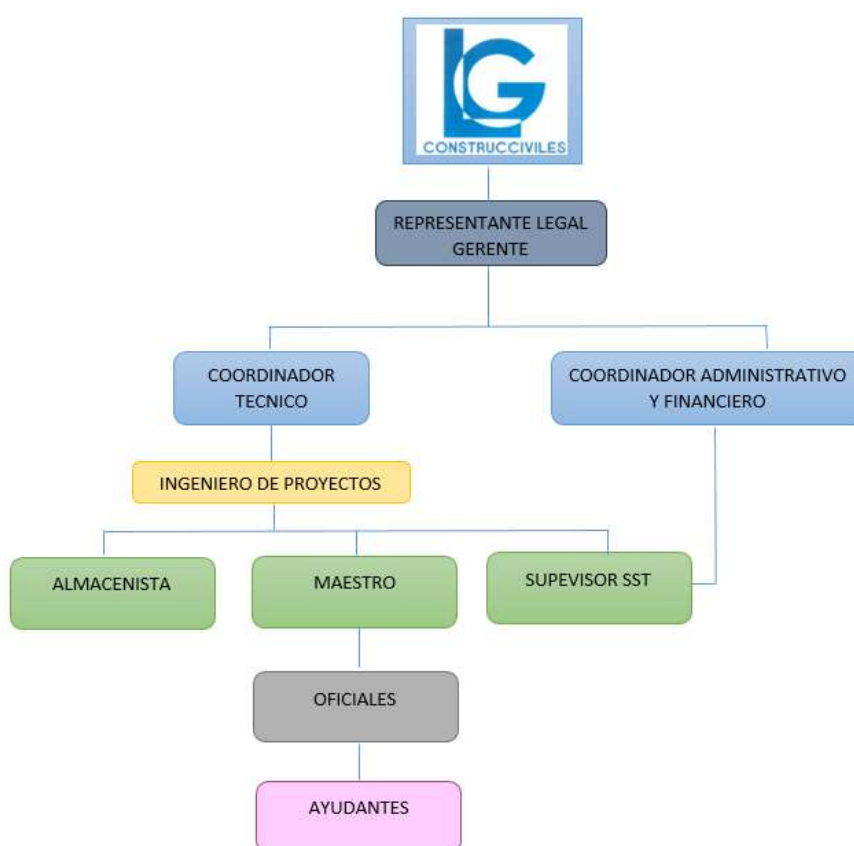 LG
CONSTRUCCIVILES
REPRESENTANTE LEGAL
GERENTE
COORDINADOR
TECNICO
COORDINADOR ADMINISTRATIVO
Y FINANCIERO
INGENIERO DE PROYECTOS
ALMACENISTA
MAESTRO
SUPEVISOR SST
OFICIALES
AYUDANTES